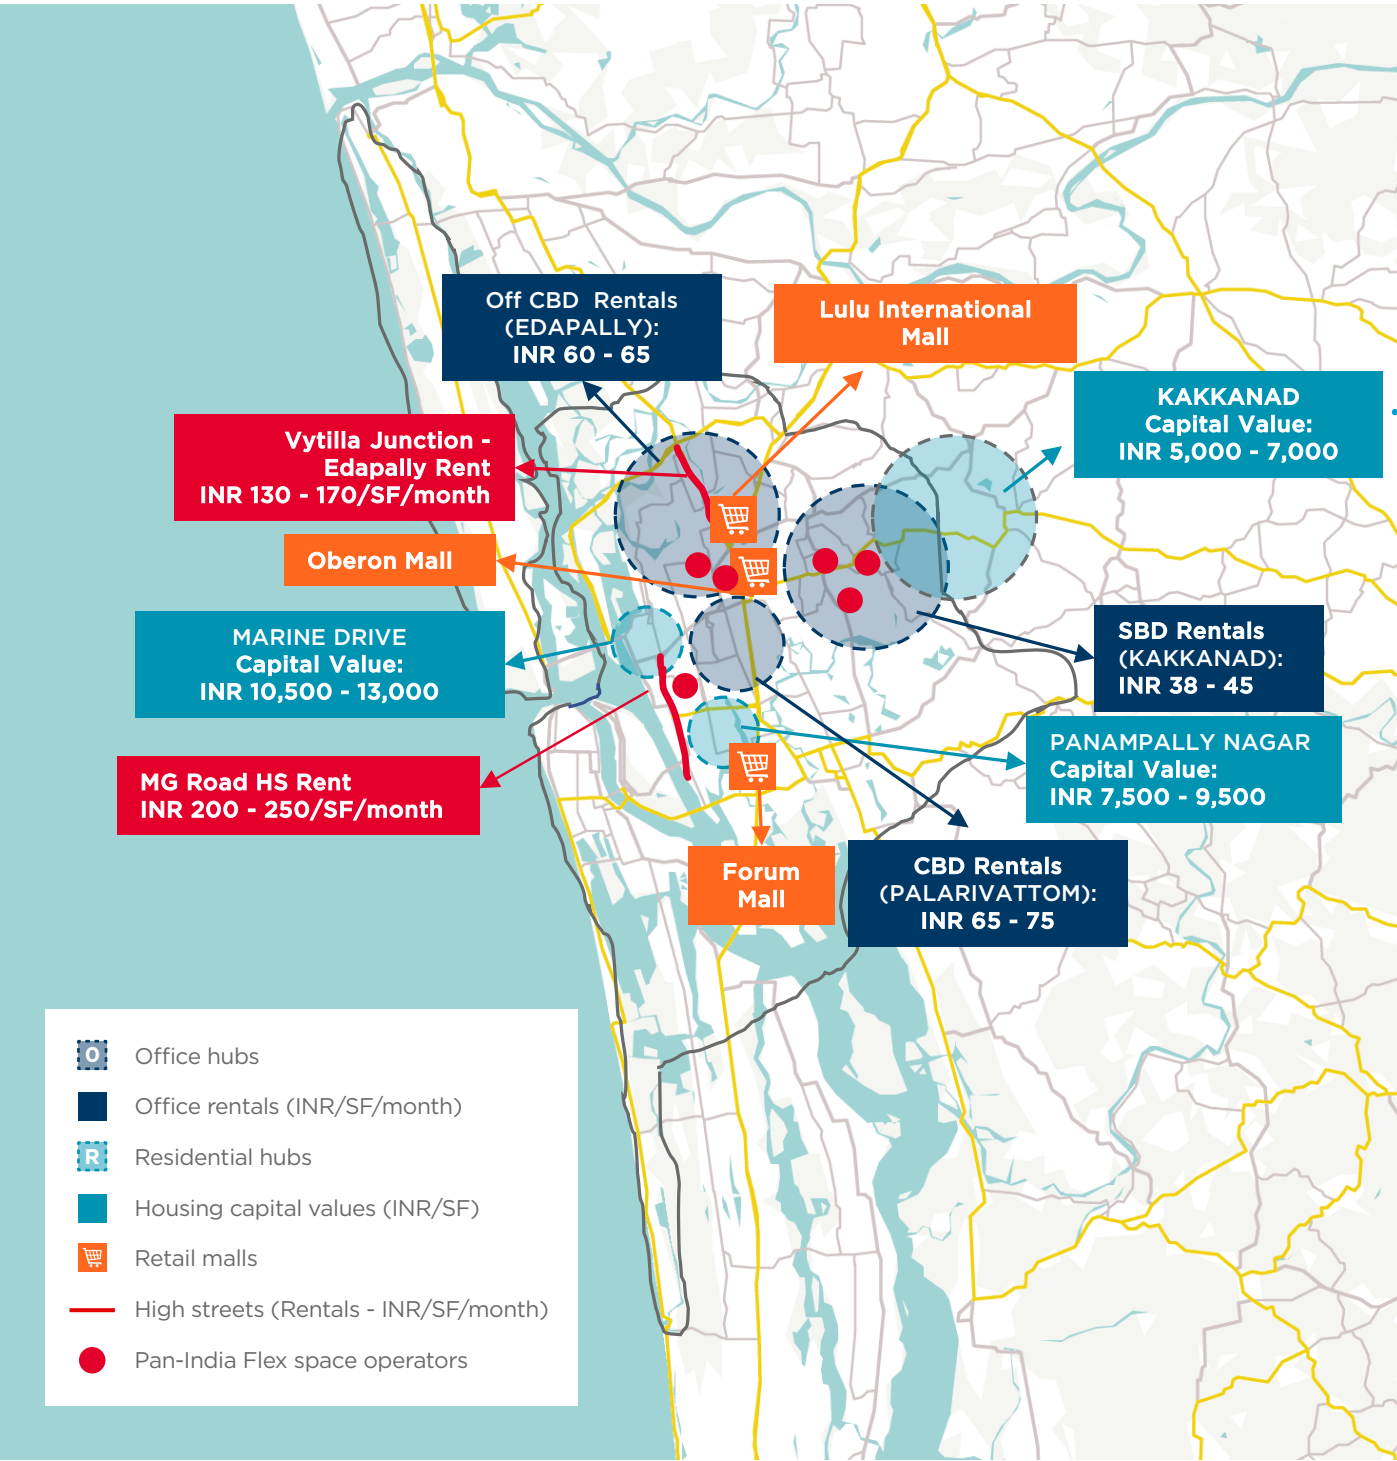 Off CBD Rentals
(EDAPALLY):
INR 60 - 65
Lulu International
Mall
KAKKANAD
Capital Value:
INR 5,000 - 7,000
Vytilla Junction -
Edapally Rent
INR 130 - 170/SF/month
Oberon Mall
MARINE DRIVE
Capital Value:
INR 10,500 - 13,000
SBD Rentals
(KAKKANAD):
INR 38 - 45
PANAMPALLY NAGAR
Capital Value:
INR 7,500 - 9,500
MG Road HS Rent
INR 200 - 250/SF/month
Forum
Mall
CBD Rentals
(PALARIVATTOM):
INR 65 - 75
O Office hubs
Office rentals (INR/SF/month)
R Residential hubs
Housing capital values (INR/SF)
Retail malls
High streets (Rentals - INR/SF/month)
Pan-India Flex space operators